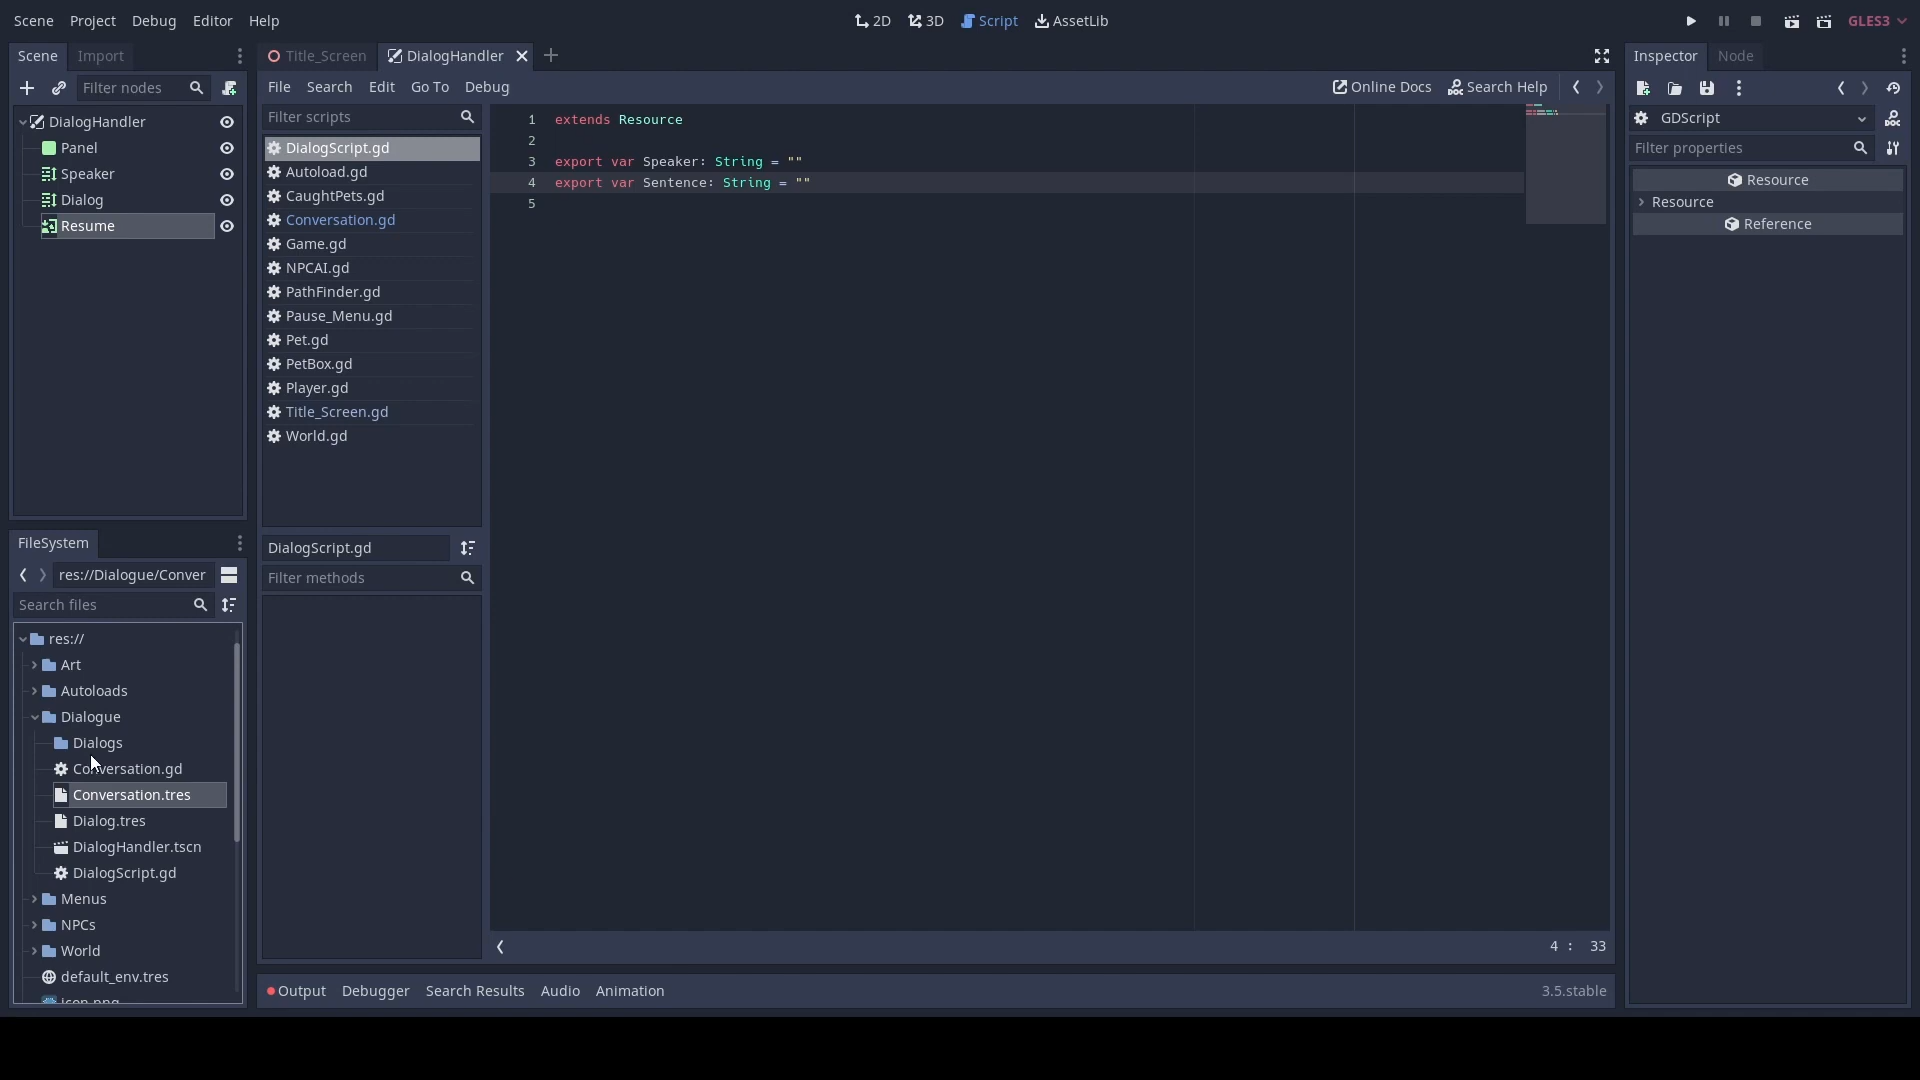 Scene Project Debug Editor Help
2D 3D Script AssetLib
GLES3
Scene Import
Title_Screen DialogHandler
Inspector Node
Filter nodes
File Search Edit Go To Debug
Online Docs Search Help
DialogHandler
Panel
Speaker
Dialog
Resume
Filter scripts
DialogScript.gd
Autoload.gd
CaughtPets.gd
Conversation.gd
Game.gd
NPCAI.gd
PathFinder.gd
Pause_Menu.gd
Pet.gd
PetBox.gd
Player.gd
Title_Screen.gd
World.gd
DialogScript.gd
Filter methods
1 extends Resource
2
3 export var Speaker: String = ""
4 export var Sentence: String = ""
5
4 : 33
GDScript
Filter properties
Resource
Resource
Reference
FileSystem
res://Dialogue/Conver
Search files
res://
Art
Autoloads
Dialogue
Dialogs
Conversation.gd
Conversation.tres
Dialog.tres
DialogHandler.tscn
DialogScript.gd
Menus
NPCs
World
default_env.tres
icon.png
Output Debugger Search Results Audio Animation
3.5.stable